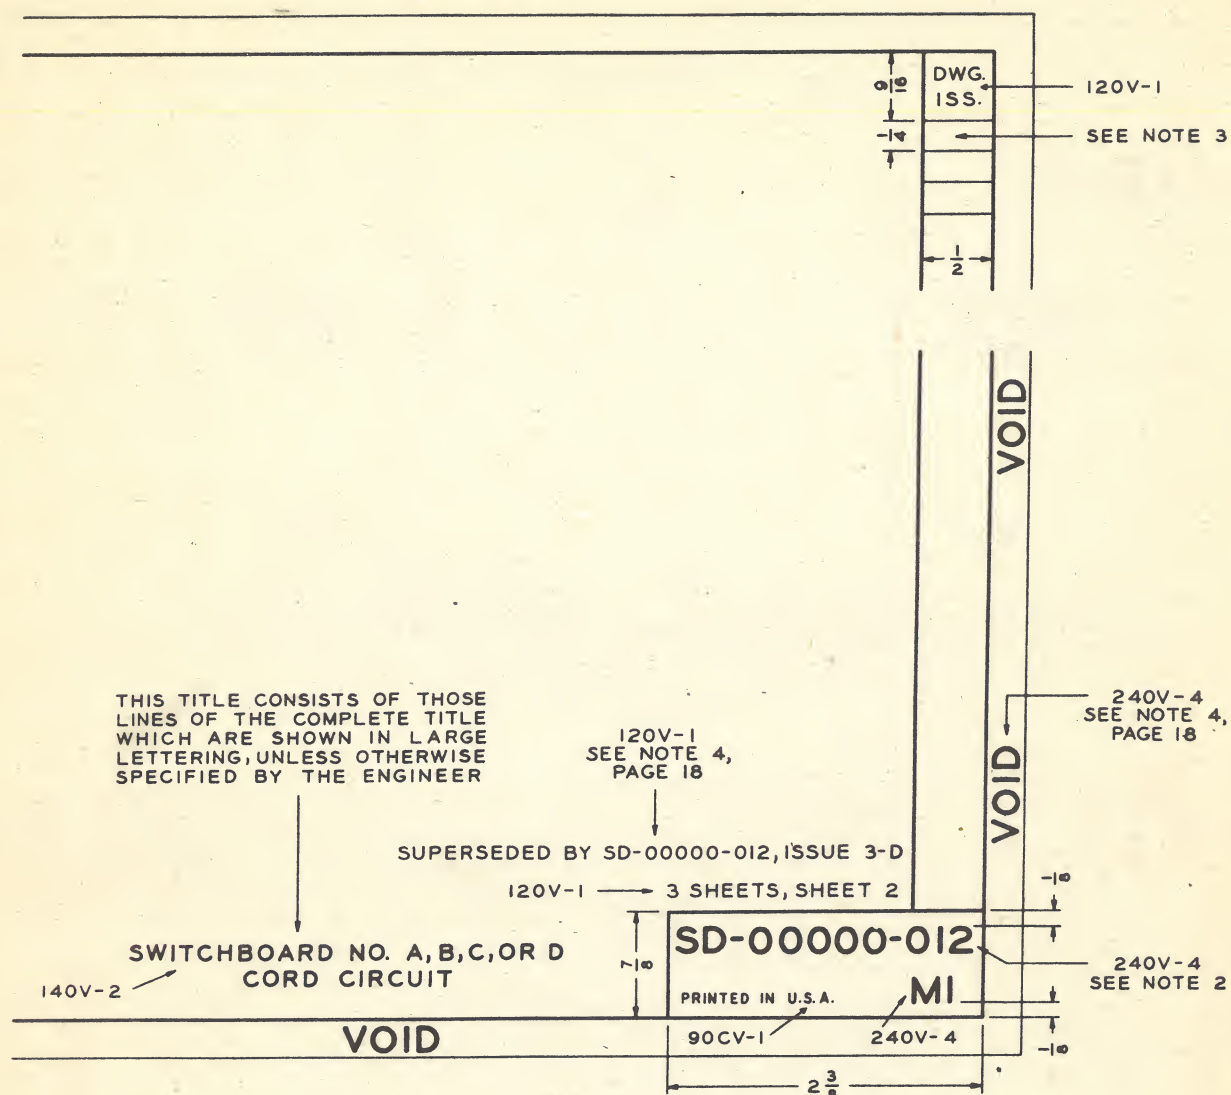 DWG.
ISS.
120V-1
9/16
SEE NOTE 3
1/4
1/2
VOID
THIS TITLE CONSISTS OF THOSE
LINES OF THE COMPLETE TITLE
WHICH ARE SHOWN IN LARGE
LETTERING, UNLESS OTHERWISE
SPECIFIED BY THE ENGINEER
120V-1
SEE NOTE 4,
PAGE 18
240V-4
SEE NOTE 4,
PAGE 18
VOID
SUPERSEDED BY SD-00000-012, ISSUE 3-D
120V-1
3 SHEETS, SHEET 2
1/8
SWITCHBOARD NO. A, B, C, OR D
CORD CIRCUIT
140V-2
7/8
SD-00000-012
240V-4
SEE NOTE 2
PRINTED IN U.S.A.
MI
1/8
VOID
90CV-1
240V-4
2 3